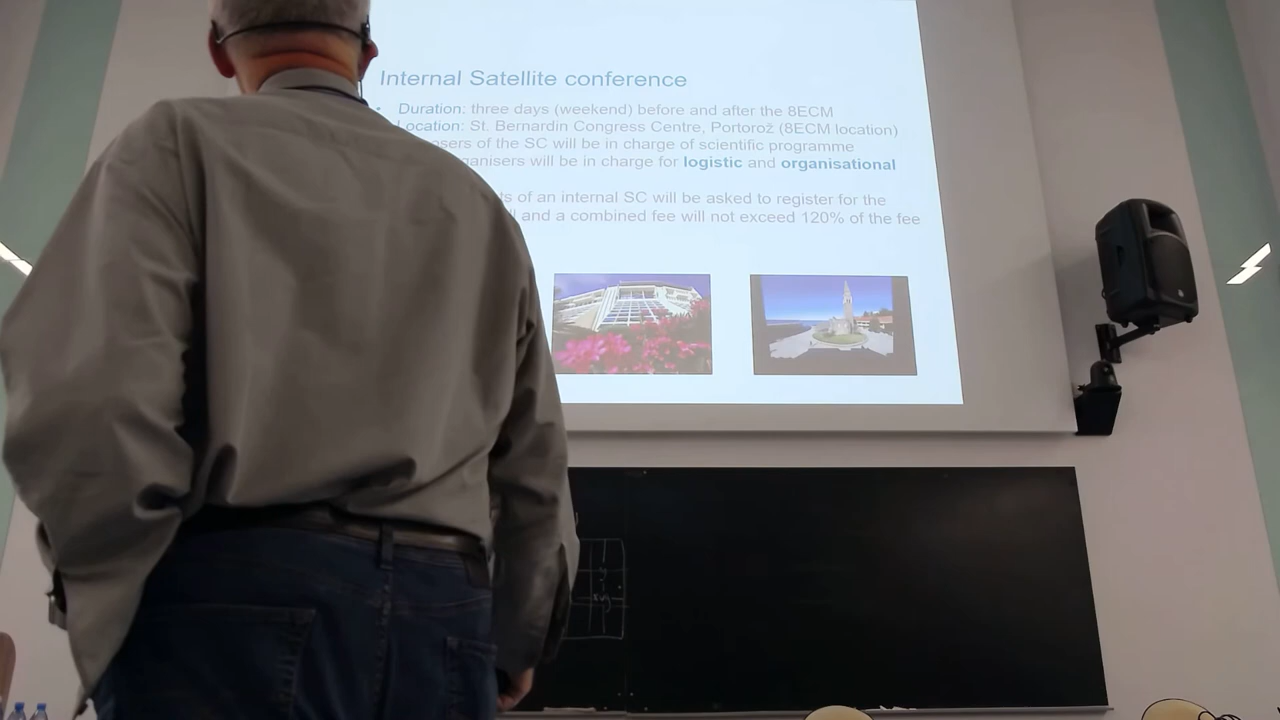 Internal Satellite conference
• Duration: three days (weekend) before and after the 8ECM
Location: St. Bernardin Congress Centre, Portorož (8ECM location)
of the SC will be in charge of scientific programme
will be in charge for logistic and organisational
of an internal SC will be asked to register for the
and a combined fee will not exceed 120% of the fee